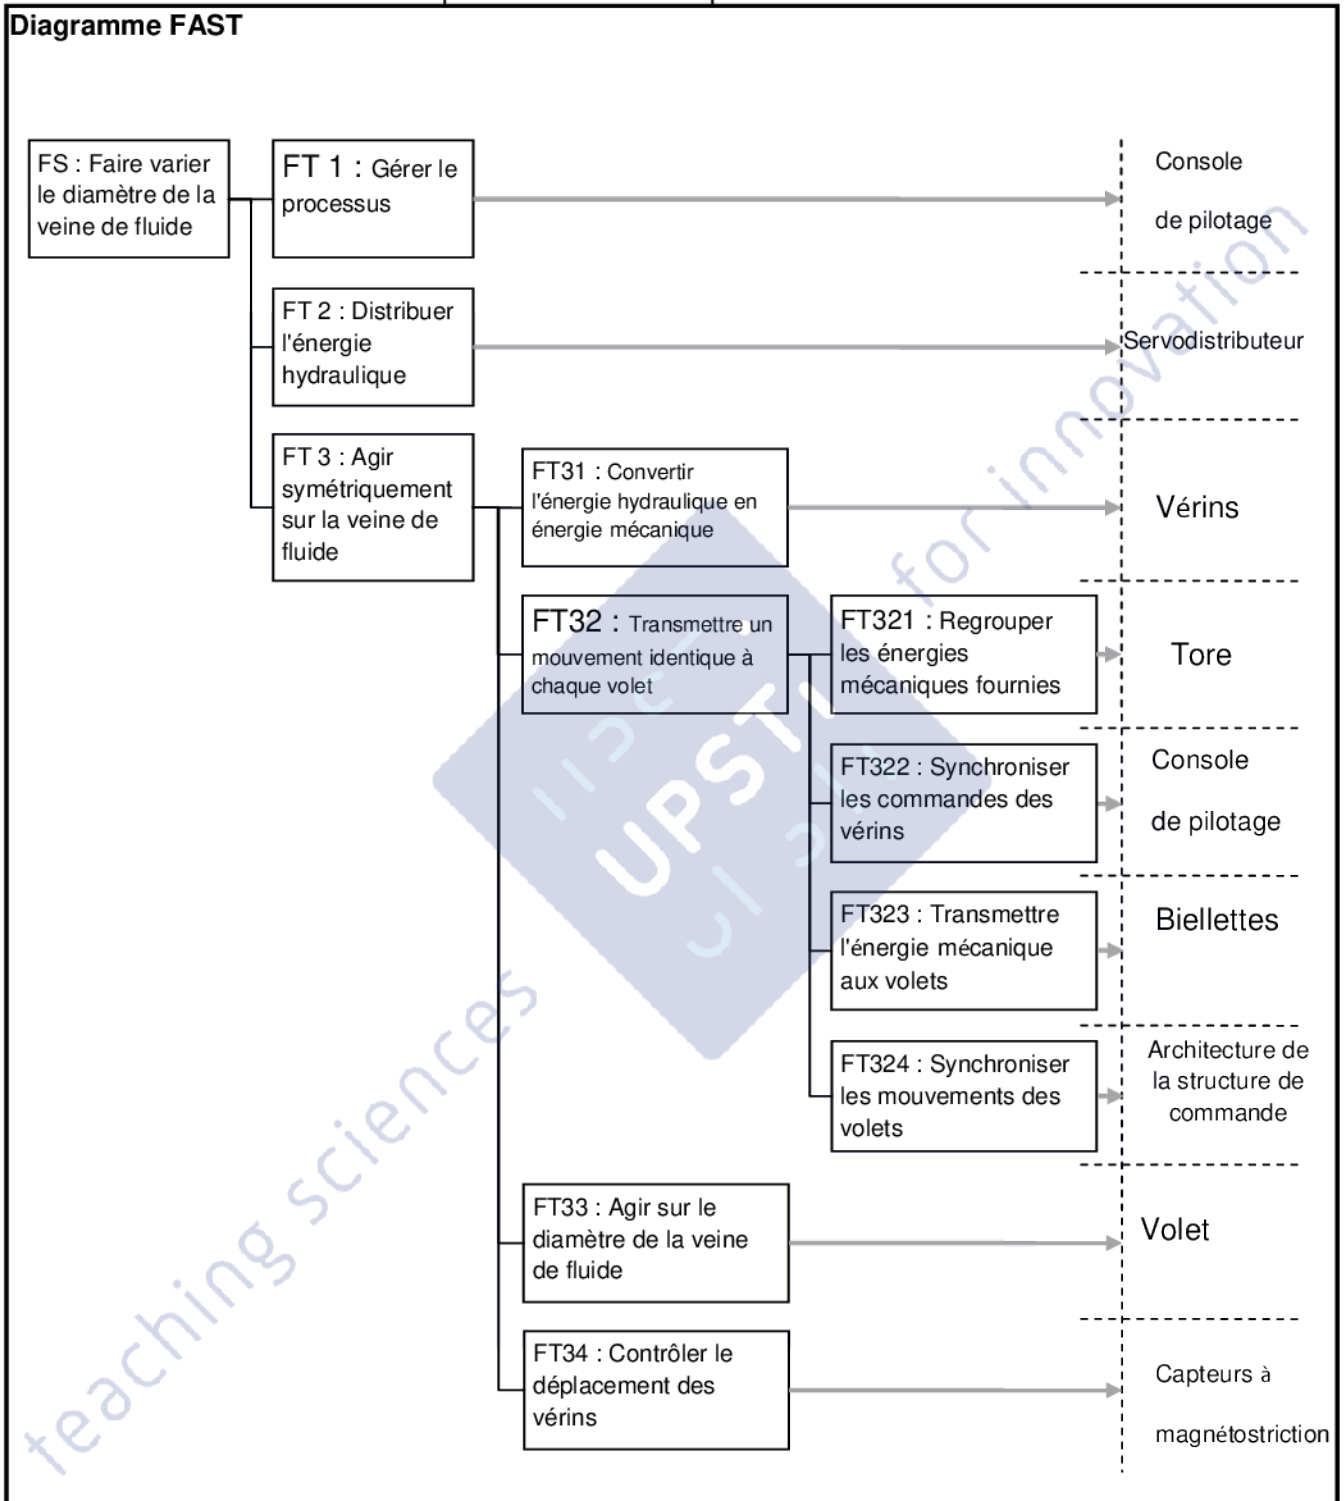 Diagramme FAST
FS : Faire varier
le diamètre de la
veine de fluide
FT 1 : Gérer le
processus
Console
de pilotage
FT 2 : Distribuer
l'énergie
hydraulique
Servodistributeur
FT 3 : Agir
symétriquement
sur la veine de
fluide
FT31 : Convertir
l'énergie hydraulique en
énergie mécanique
Vérins
FT32 : Transmettre un
mouvement identique à
chaque volet
FT321 : Regrouper
les énergies
mécaniques fournies
Tore
FT322 : Synchroniser
les commandes des
vérins
Console
de pilotage
FT323 : Transmettre
l'énergie mécanique
aux volets
Biellettes
FT324 : Synchroniser
les mouvements des
volets
Architecture de
la structure de
commande
FT33 : Agir sur le
diamètre de la veine
de fluide
Volet
FT34 : Contrôler le
déplacement des
vérins
Capteurs à
magnétostriction
teaching sciences for innovation
UPSTI